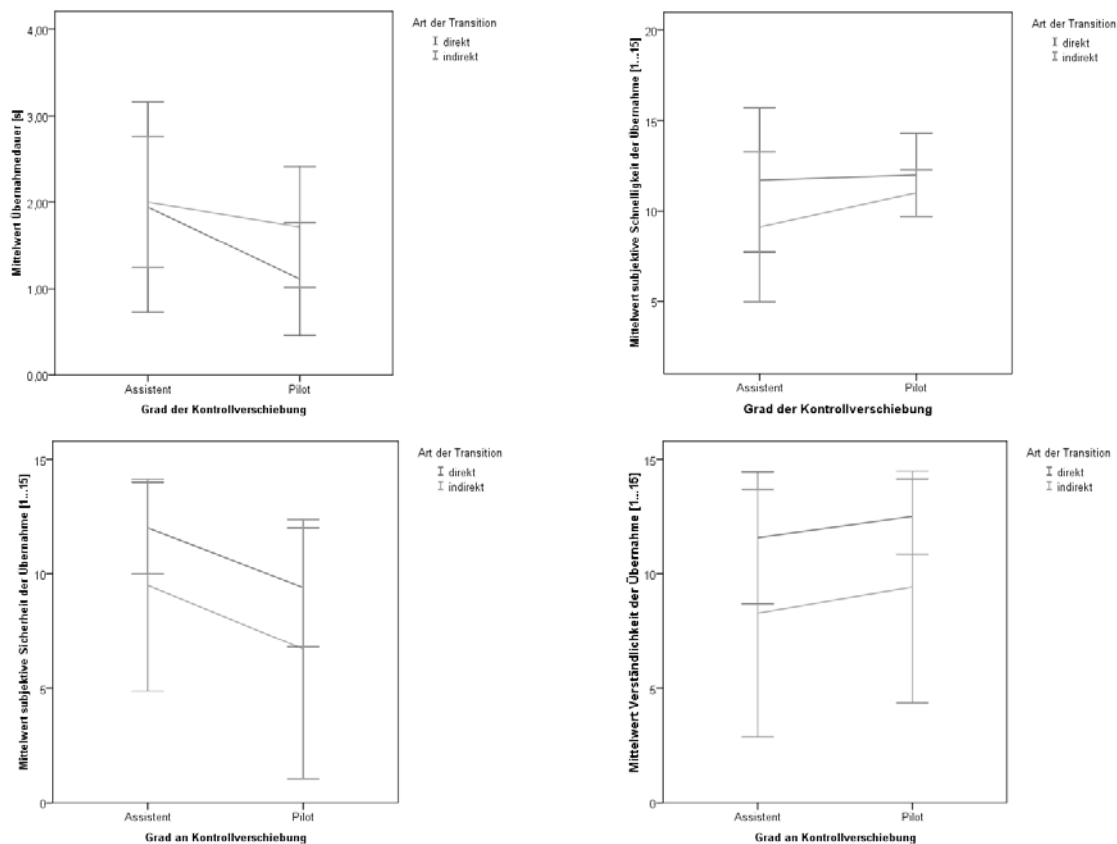 Mittelwert Übernahmedauer [s]
4,00
3,00
2,00
1,00
0,00
Assistent
Pilot
Grad der Kontrollverschiebung
Art der Transition
direkt
indirekt
Mittelwert subjektive Schnelligkeit der Übernahme [1...15]
20
15
10
5
Assistent
Pilot
Grad der Kontrollverschiebung
Art der Transition
direkt
indirekt
Mittelwert subjektive Sicherheit der Übernahme [1...15]
15
10
5
0
Assistent
Pilot
Grad an Kontrollverschiebung
Art der Transition
direkt
indirekt
Mittelwert Verständlichkeit der Übernahme [1...15]
15
10
5
0
Assistent
Pilot
Grad an Kontrollverschiebung
Art der Transition
direkt
indirekt